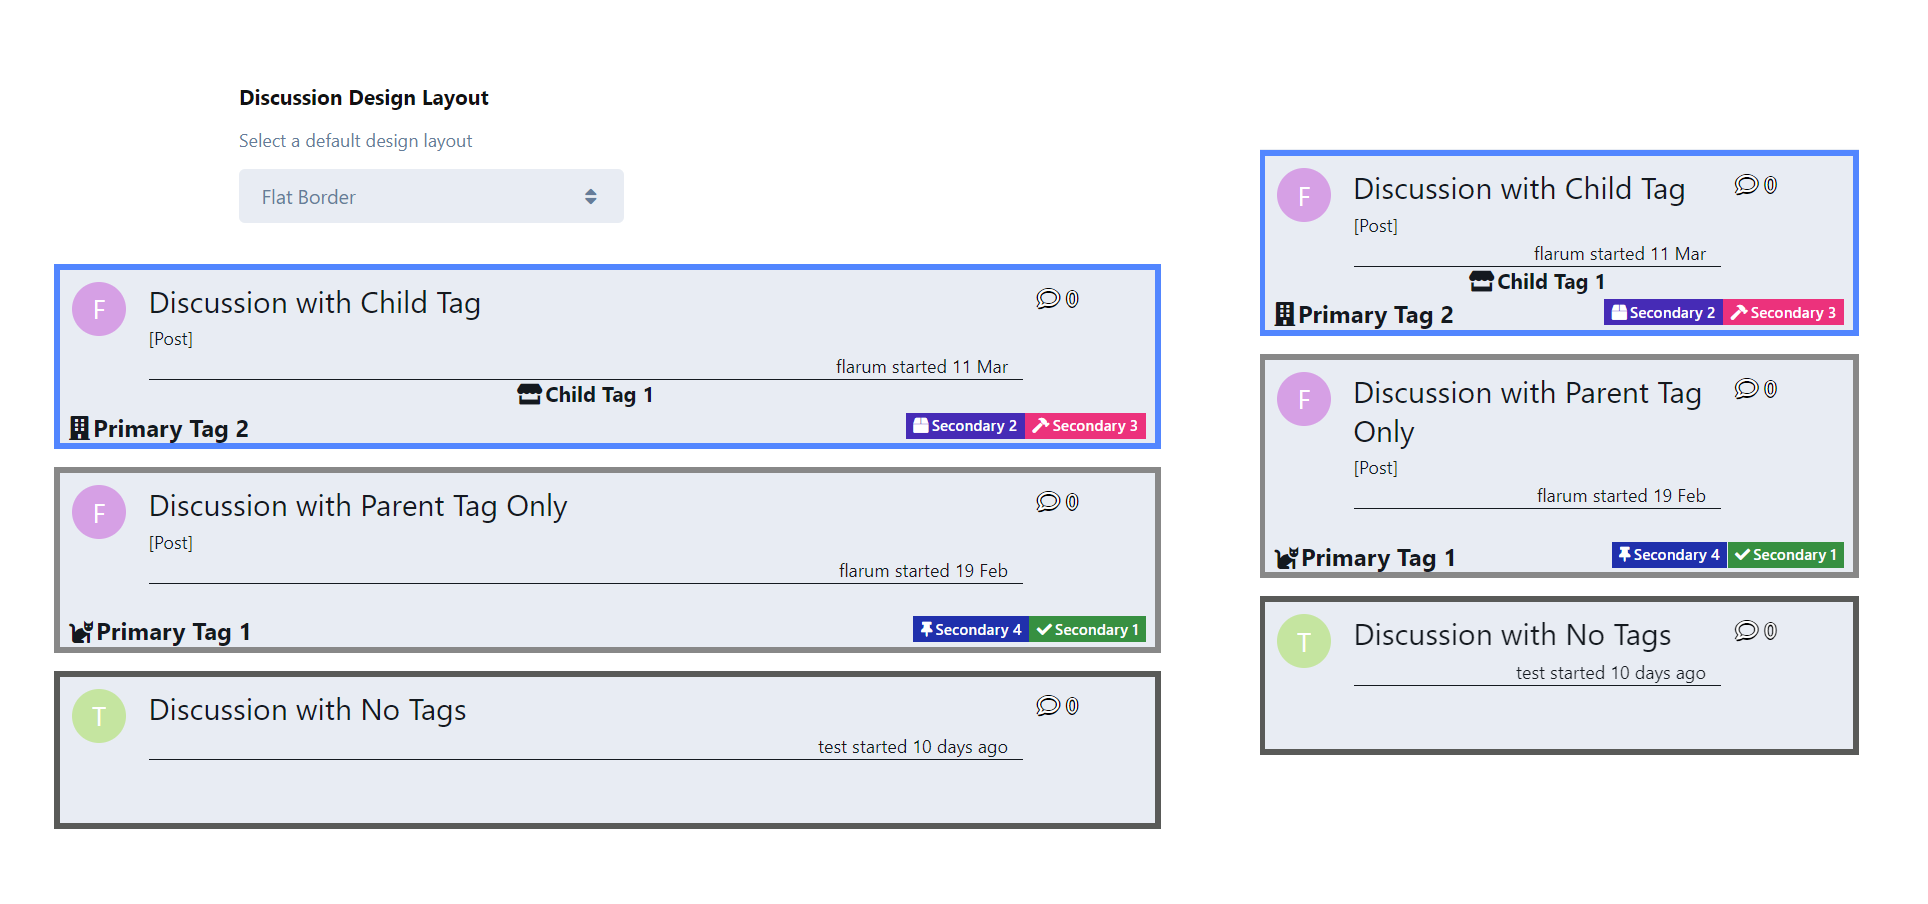 Discussion Design Layout
Select a default design layout
Flat Border
F
Discussion with Child Tag
0
[Post]
flarum started 11 Mar
Child Tag 1
Primary Tag 2
Secondary 2
Secondary 3
F
Discussion with Parent Tag Only
0
[Post]
flarum started 19 Feb
Primary Tag 1
Secondary 4
Secondary 1
T
Discussion with No Tags
0
test started 10 days ago
F
Discussion with Child Tag
0
[Post]
flarum started 11 Mar
Child Tag 1
Primary Tag 2
Secondary 2
Secondary 3
F
Discussion with Parent Tag
Only
0
[Post]
flarum started 19 Feb
Primary Tag 1
Secondary 4
Secondary 1
T
Discussion with No Tags
0
test started 10 days ago